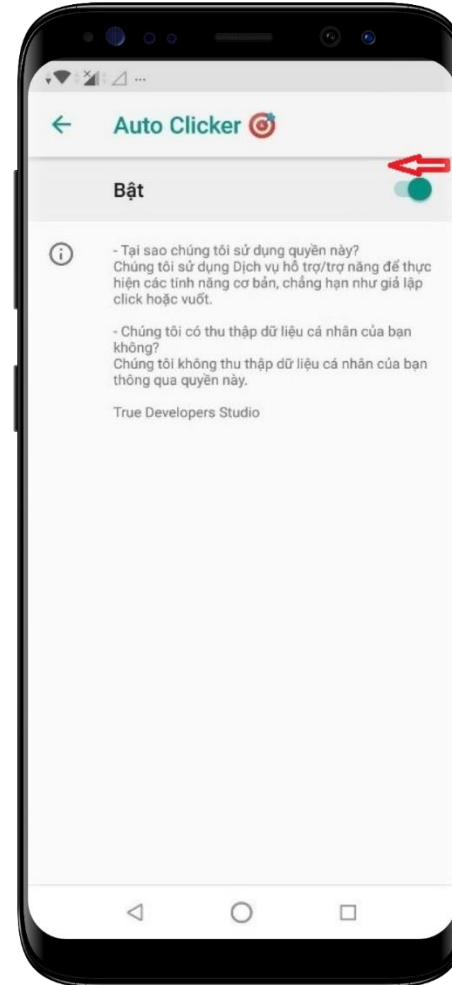 Auto Clicker
Bật
- Tại sao chúng tôi sử dụng quyền này?
Chúng tôi sử dụng Dịch vụ hỗ trợ/trợ năng để thực
hiện các tính năng cơ bản, chẳng hạn như giả lập
click hoặc vuốt.
- Chúng tôi có thu thập dữ liệu cá nhân của bạn
không?
Chúng tôi không thu thập dữ liệu cá nhân của bạn
thông qua quyền này.
True Developers Studio